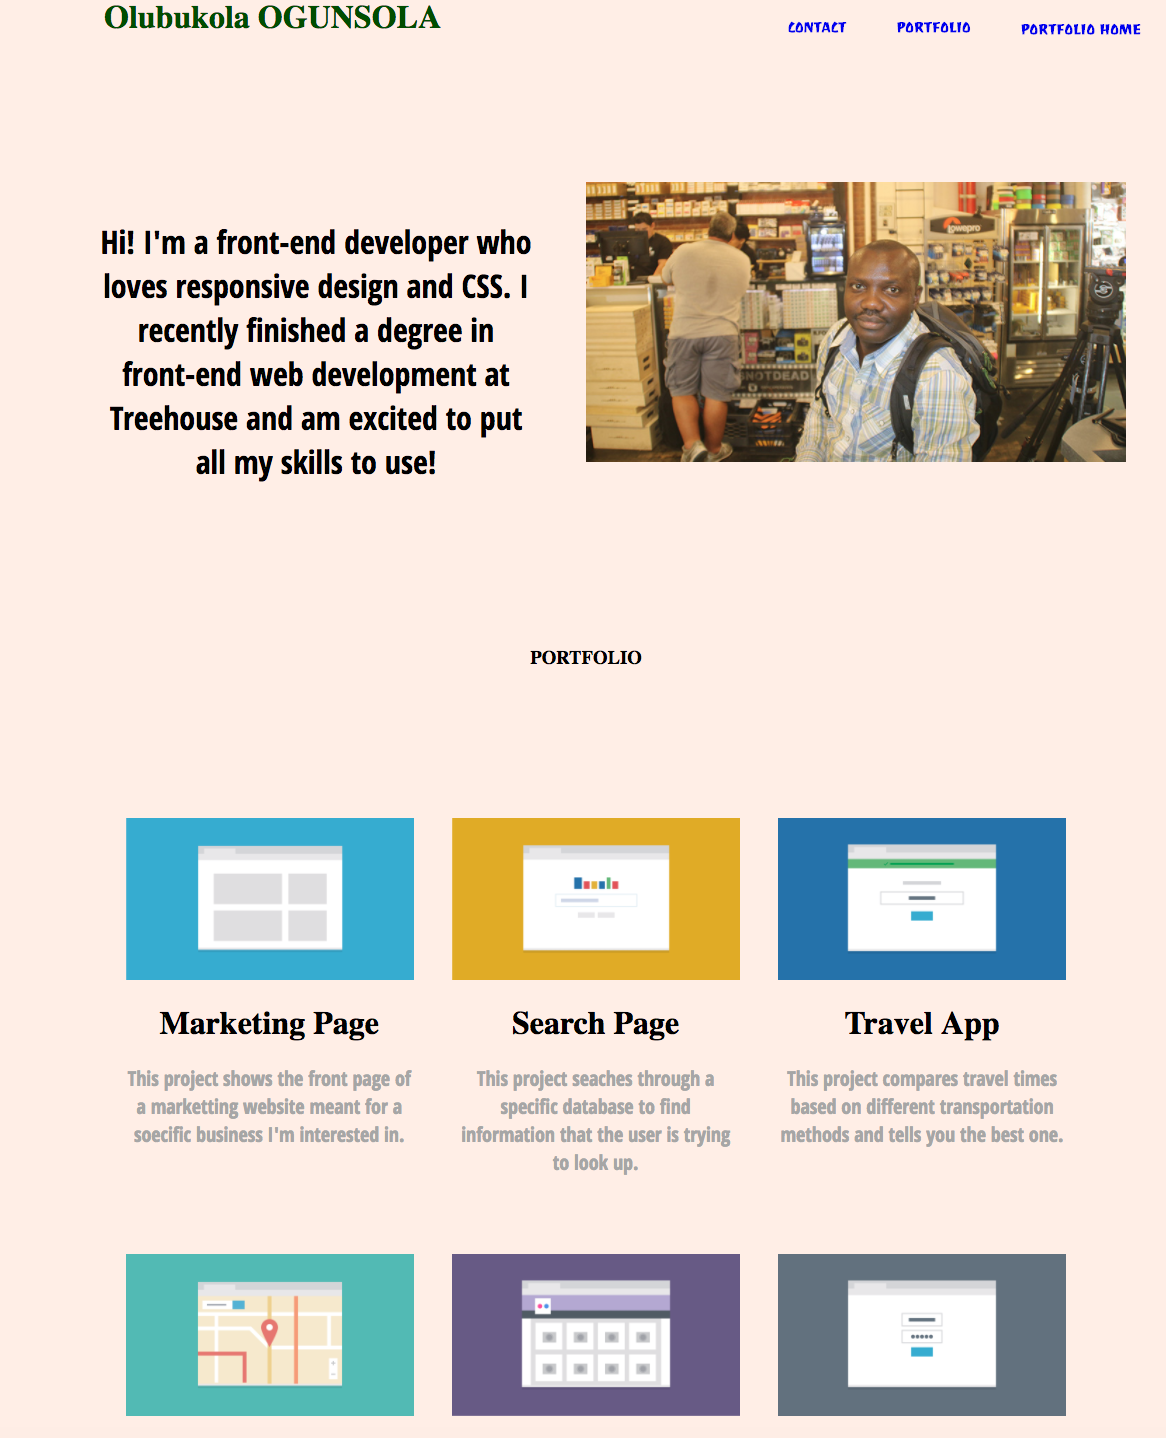 Olubukola OGUNSOLA
CONTACT PORTFOLIO PORTFOLIO HOME
Hi! I'm a front-end developer who
loves responsive design and CSS. I
recently finished a degree in
front-end web development at
Treehouse and am excited to put
all my skills to use!
lowepro
NOTDEAD
PORTFOLIO
Marketing Page
This project shows the front page of
a marketting website meant for a
soecific business I'm interested in.
Search Page
This project seaches through a
specific database to find
information that the user is trying
to look up.
Travel App
This project compares travel times
based on different transportation
methods and tells you the best one.